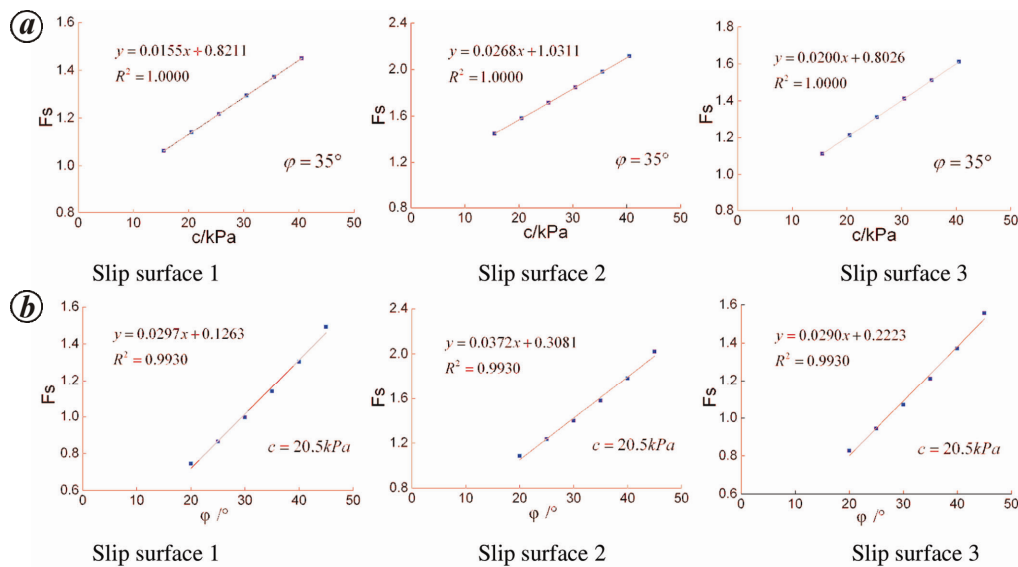 a
1.6
1.4
1.2
1.0
0.8
Fs
y = 0.0155x + 0.8211
R² = 1.0000
φ = 35°
0 10 20 30 40 50
c/kPa
Slip surface 1
2.4
2.0
1.6
1.2
0.8
Fs
y = 0.0268x + 1.0311
R² = 1.0000
φ = 35°
0 10 20 30 40 50
c/kPa
Slip surface 2
1.8
1.6
1.4
1.2
1.0
0.8
Fs
y = 0.0200x + 0.8026
R² = 1.0000
φ = 35°
0 10 20 30 40 50
c/kPa
Slip surface 3
b
1.6
1.4
1.2
1.0
0.8
0.6
Fs
y = 0.0297x + 0.1263
R² = 0.9930
c = 20.5kPa
0 10 20 30 40 50
φ /°
Slip surface 1
2.4
2.0
1.6
1.2
0.8
Fs
y = 0.0372x + 0.3081
R² = 0.9930
c = 20.5kPa
0 10 20 30 40 50
φ /°
Slip surface 2
1.6
1.4
1.2
1.0
0.8
0.6
Fs
y = 0.0290x + 0.2223
R² = 0.9930
c = 20.5kPa
0 10 20 30 40 50
φ /°
Slip surface 3